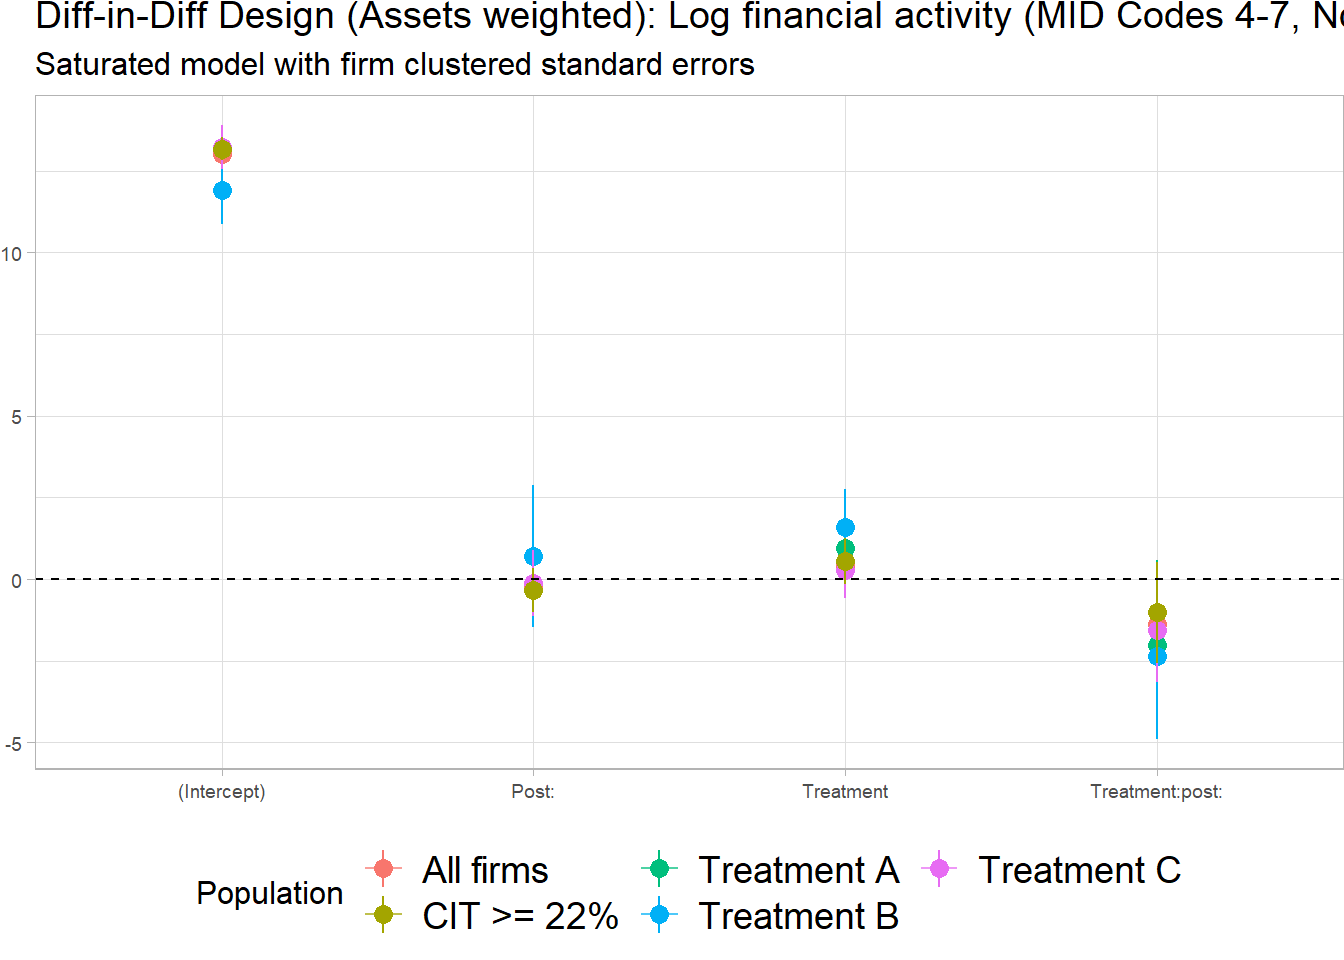 Diff-in-Diff Design (Assets weighted): Log financial activity (MID Codes 4-7,
Saturated model with firm clustered standard errors
10
5
0
-5
(Intercept) Post: Treatment Treatment:post:
Population
All firms Treatment A Treatment C
CIT >= 22% Treatment B